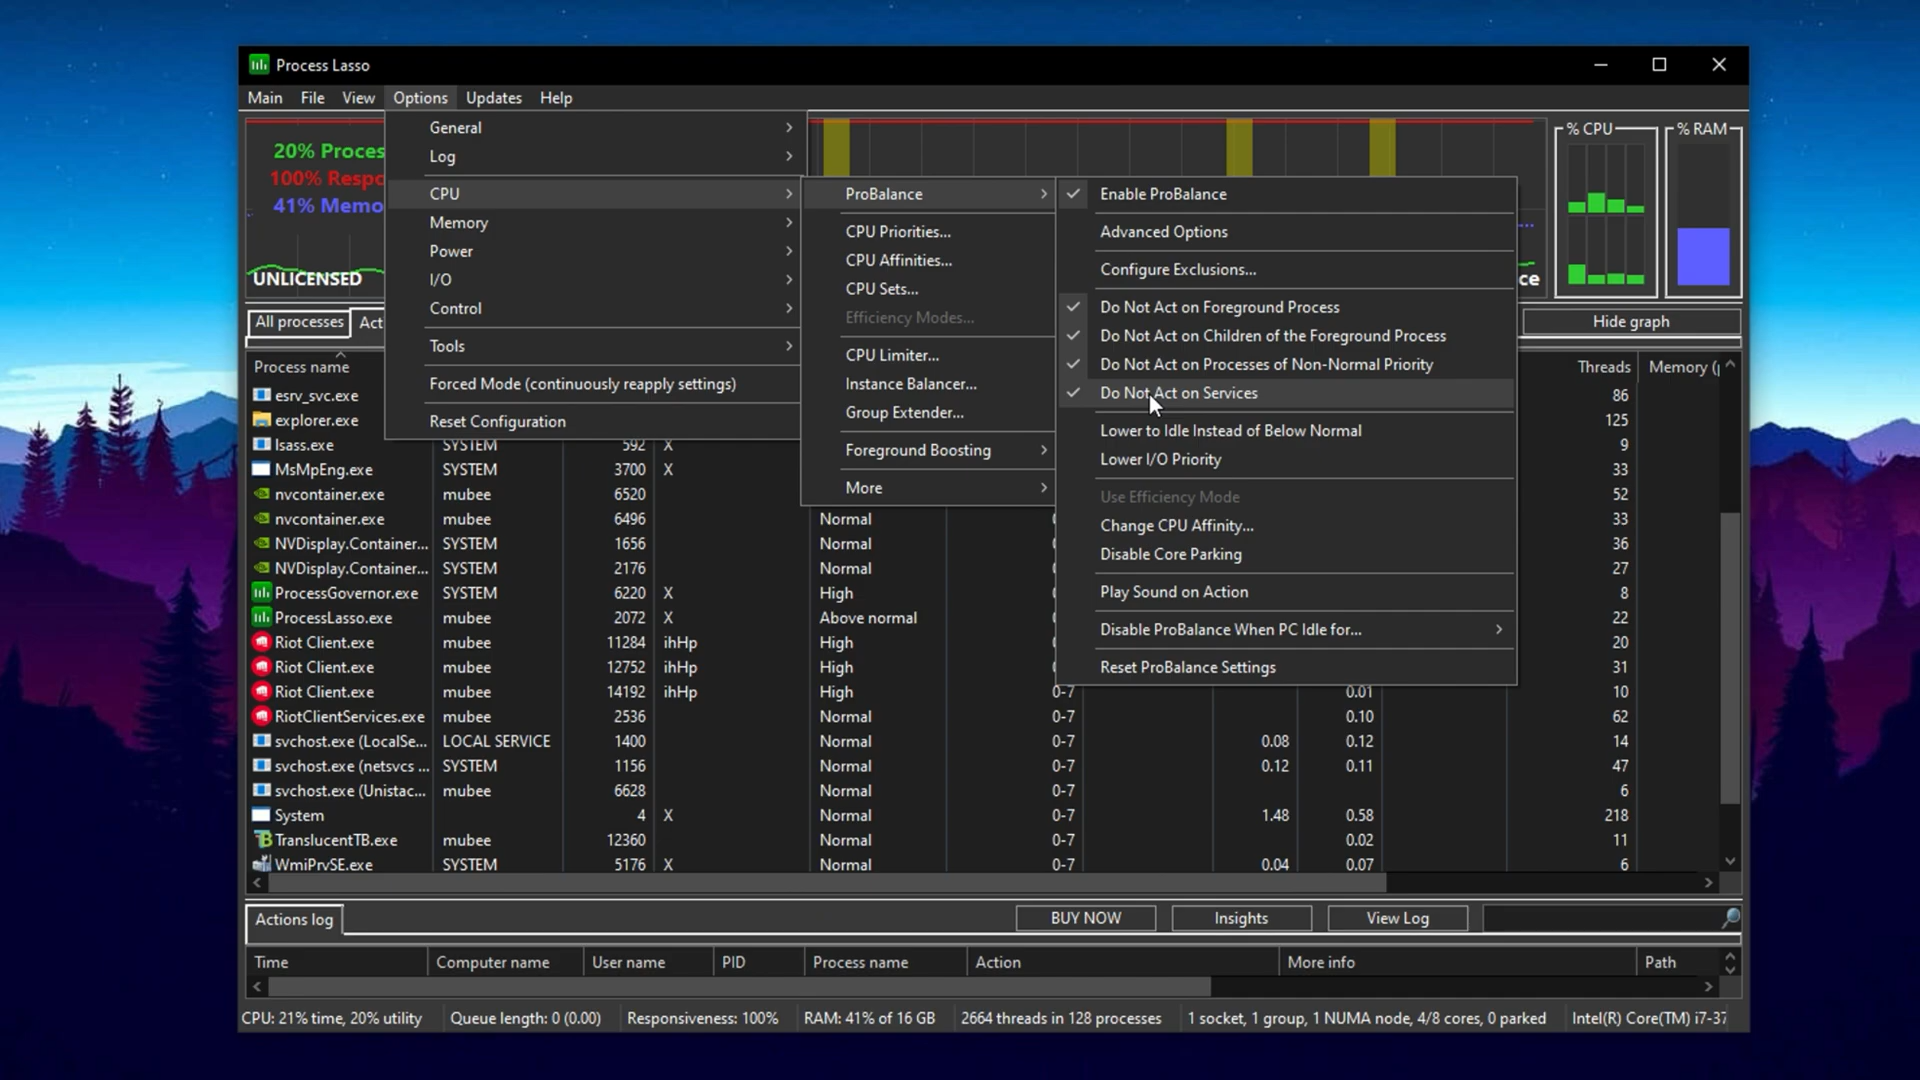 Process Lasso
Main File View Options Updates Help
20% Proces
100% Respo
41% Memo
UNLICENSED
ce
% CPU
% RAM
General
Log
CPU
Memory
Power
I/O
Control
Tools
Forced Mode (continuously reapply settings)
Reset Configuration
ProBalance
CPU Priorities...
CPU Affinities...
CPU Sets...
Efficiency Modes...
CPU Limiter...
Instance Balancer...
Group Extender...
Foreground Boosting
More
Enable ProBalance
Advanced Options
Configure Exclusions...
Do Not Act on Foreground Process
Do Not Act on Children of the Foreground Process
Do Not Act on Processes of Non-Normal Priority
Do Not Act on Services
Lower to Idle Instead of Below Normal
Lower I/O Priority
Use Efficiency Mode
Change CPU Affinity...
Disable Core Parking
Play Sound on Action
Disable ProBalance When PC Idle for...
Reset ProBalance Settings
All processes Act
Hide graph
Process name Threads Memory (
esrv_svc.exe 86
explorer.exe 125
lsass.exe SYSTEM 592 X 9
MsMpEng.exe SYSTEM 3700 X 33
nvcontainer.exe mubee 6520 52
nvcontainer.exe mubee 6496 Normal 33
NVDisplay.Container... SYSTEM 1656 Normal 36
NVDisplay.Container... SYSTEM 2176 Normal 27
ProcessGovernor.exe SYSTEM 6220 X High 8
ProcessLasso.exe mubee 2072 X Above normal 22
Riot Client.exe mubee 11284 ihHp High 20
Riot Client.exe mubee 12752 ihHp High 31
Riot Client.exe mubee 14192 ihHp High 0-7 0.01 10
RiotClientServices.exe mubee 2536 Normal 0-7 0.10 62
svchost.exe (LocalSe... LOCAL SERVICE 1400 Normal 0-7 0.08 0.12 14
svchost.exe (netsvcs ... SYSTEM 1156 Normal 0-7 0.12 0.11 47
svchost.exe (Unistac... mubee 6628 Normal 0-7 6
System 4 X Normal 0-7 1.48 0.58 218
TranslucentTB.exe mubee 12360 Normal 0-7 0.02 11
WmiPrvSE.exe SYSTEM 5176 X Normal 0-7 0.04 0.07 6
Actions log BUY NOW Insights View Log
Time Computer name User name PID Process name Action More info Path
CPU: 21% time, 20% utility Queue length: 0 (0.00) Responsiveness: 100% RAM: 41% of 16 GB 2664 threads in 128 processes 1 socket, 1 group, 1 NUMA node, 4/8 cores, 0 parked Intel(R) Core(TM) i7-37